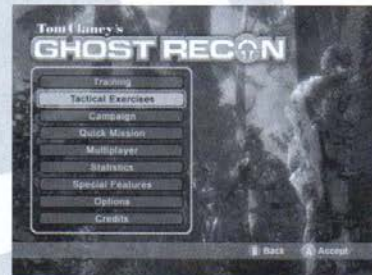 Tom Clancy's
GHOST RECON
Training
Tactical Exercises
Campaign
Quick Mission
Multiplayer
Statistics
Special Features
Options
Credits
B Back A Accept